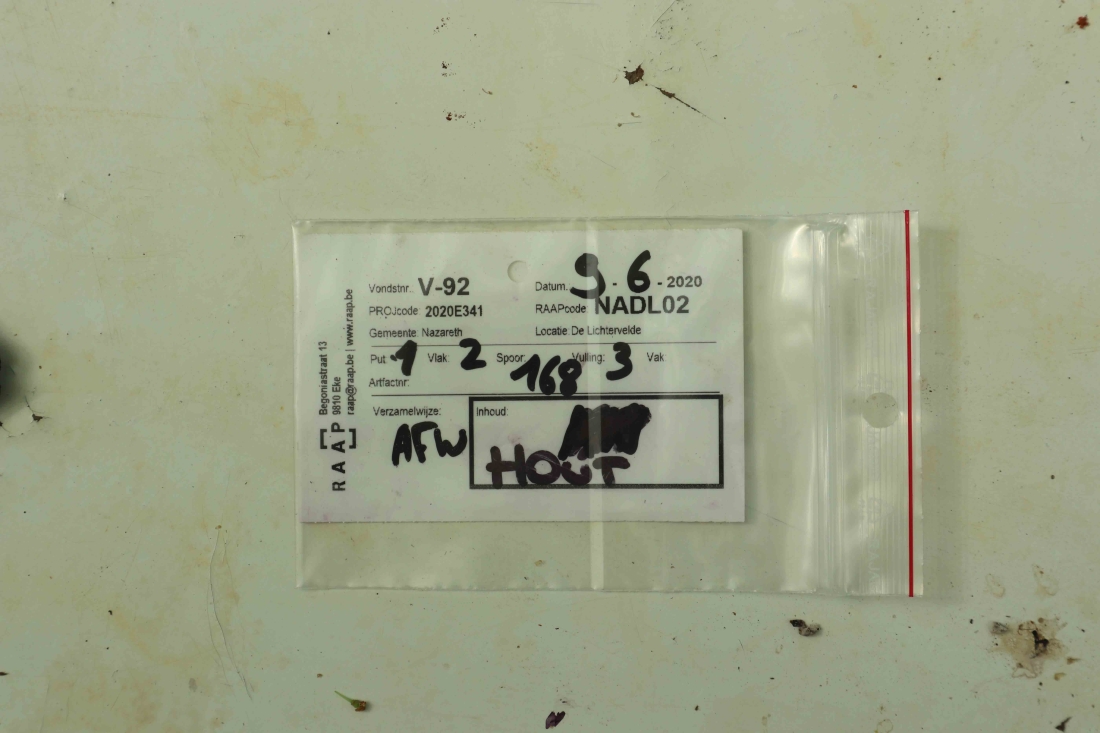 Vondstnr. V-92 Datum. 9 - 6 - 2020
PROJcode 2020E341 RAAPcode NADL02
Gemeente: Nazareth Locatie: De Lichtervelde
Put 1 Vlak: 2 Spoor: 168 Vulling: 3 Vak
Artfactnr:
Verzamelwijze: AFW
Inhoud:
HOUT
RAAP
Begoniastraat 13
9810 Eke
raap@raap.be | www.raap.be